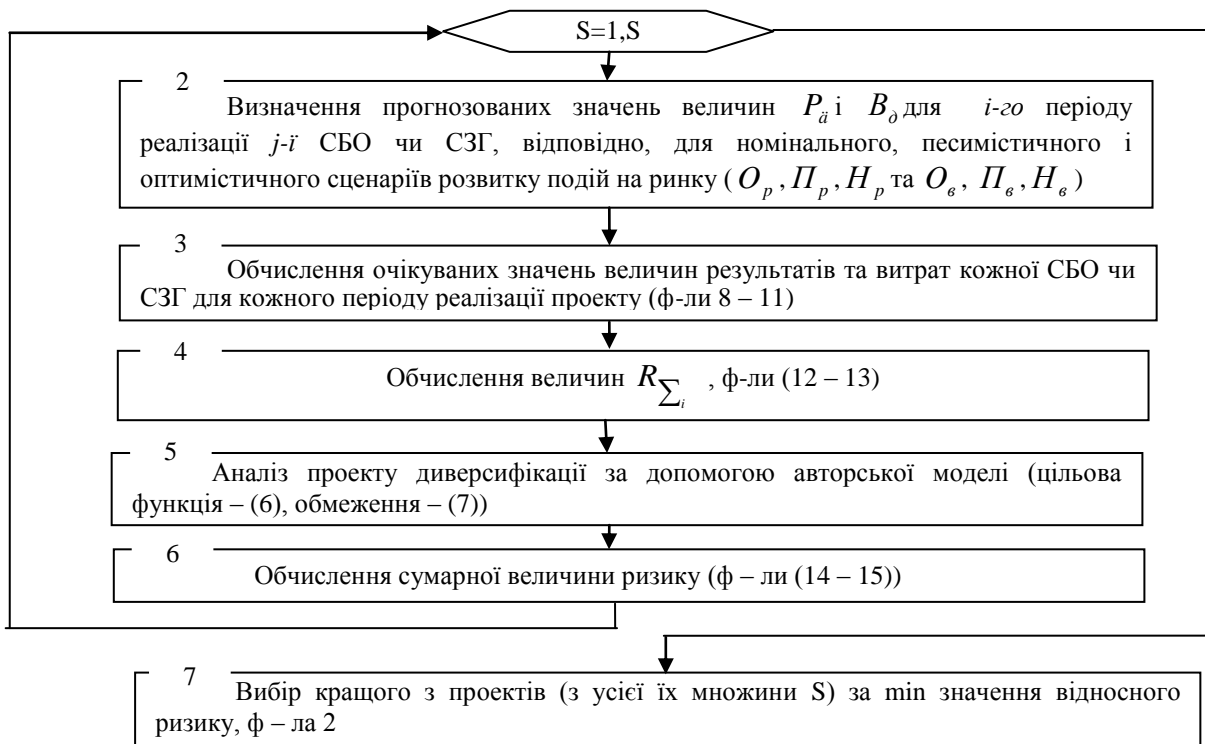 S=1,S
2
Визначення прогнозованих значень величин Pä і Bд для i-го періоду
реалізації j-ї СБО чи СЗГ, відповідно, для номінального, песимістичного і
оптимістичного сценаріїв розвитку подій на ринку ( Oр , Пр , Hр та Oв , Пв , Hв )
3
Обчислення очікуваних значень величин результатів та витрат кожної СБО чи
СЗГ для кожного періоду реалізації проекту (ф-ли 8 – 11)
4
Обчислення величин R∑i , ф-ли (12 – 13)
5
Аналіз проекту диверсифікації за допомогою авторської моделі (цільова
функція – (6), обмеження – (7))
6
Обчислення сумарної величини ризику (ф – ли (14 – 15))
7
Вибір кращого з проектів (з усієї їх множини S) за min значення відносного
ризику, ф – ла 2